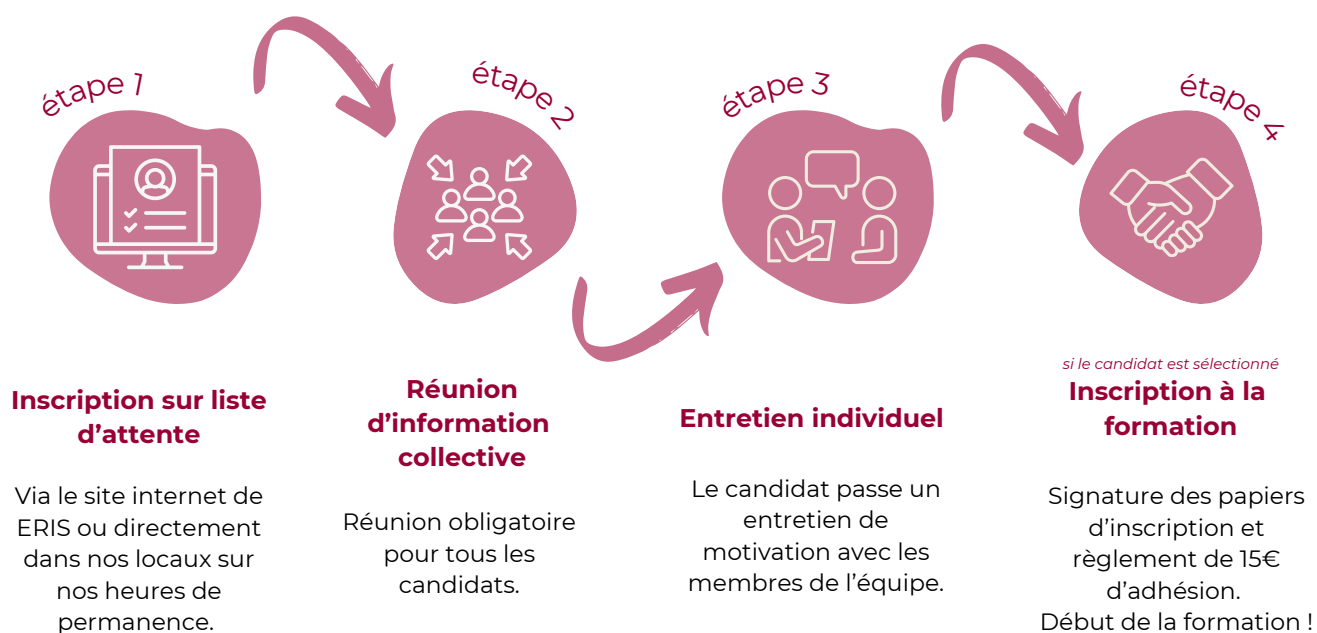 étape 1
Inscription sur liste
d’attente
Via le site internet de
ERIS ou directement
dans nos locaux sur
nos heures de
permanence.
étape 2
Réunion
d’information
collective
Réunion obligatoire
pour tous les
candidats.
étape 3
Entretien individuel
Le candidat passe un
entretien de
motivation avec les
membres de l’équipe.
étape 4
si le candidat est sélectionné
Inscription à la
formation
Signature des papiers
d’inscription et
règlement de 15€
d’adhésion.
Début de la formation !